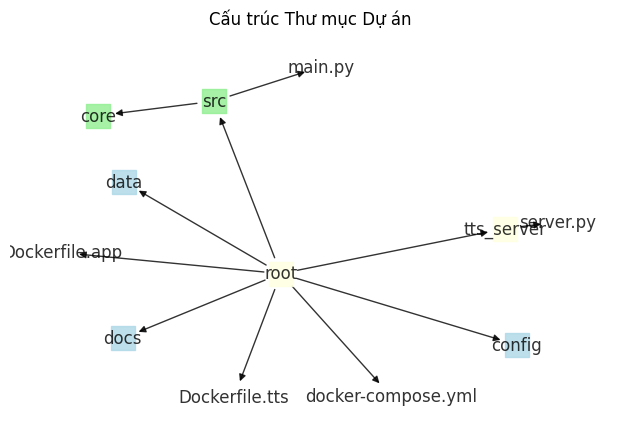 Cấu trúc Thư mục Dự án
main.py
src
core
data
tts_server
server.py
Dockerfile.app
root
docs
config
Dockerfile.tts
docker-compose.yml